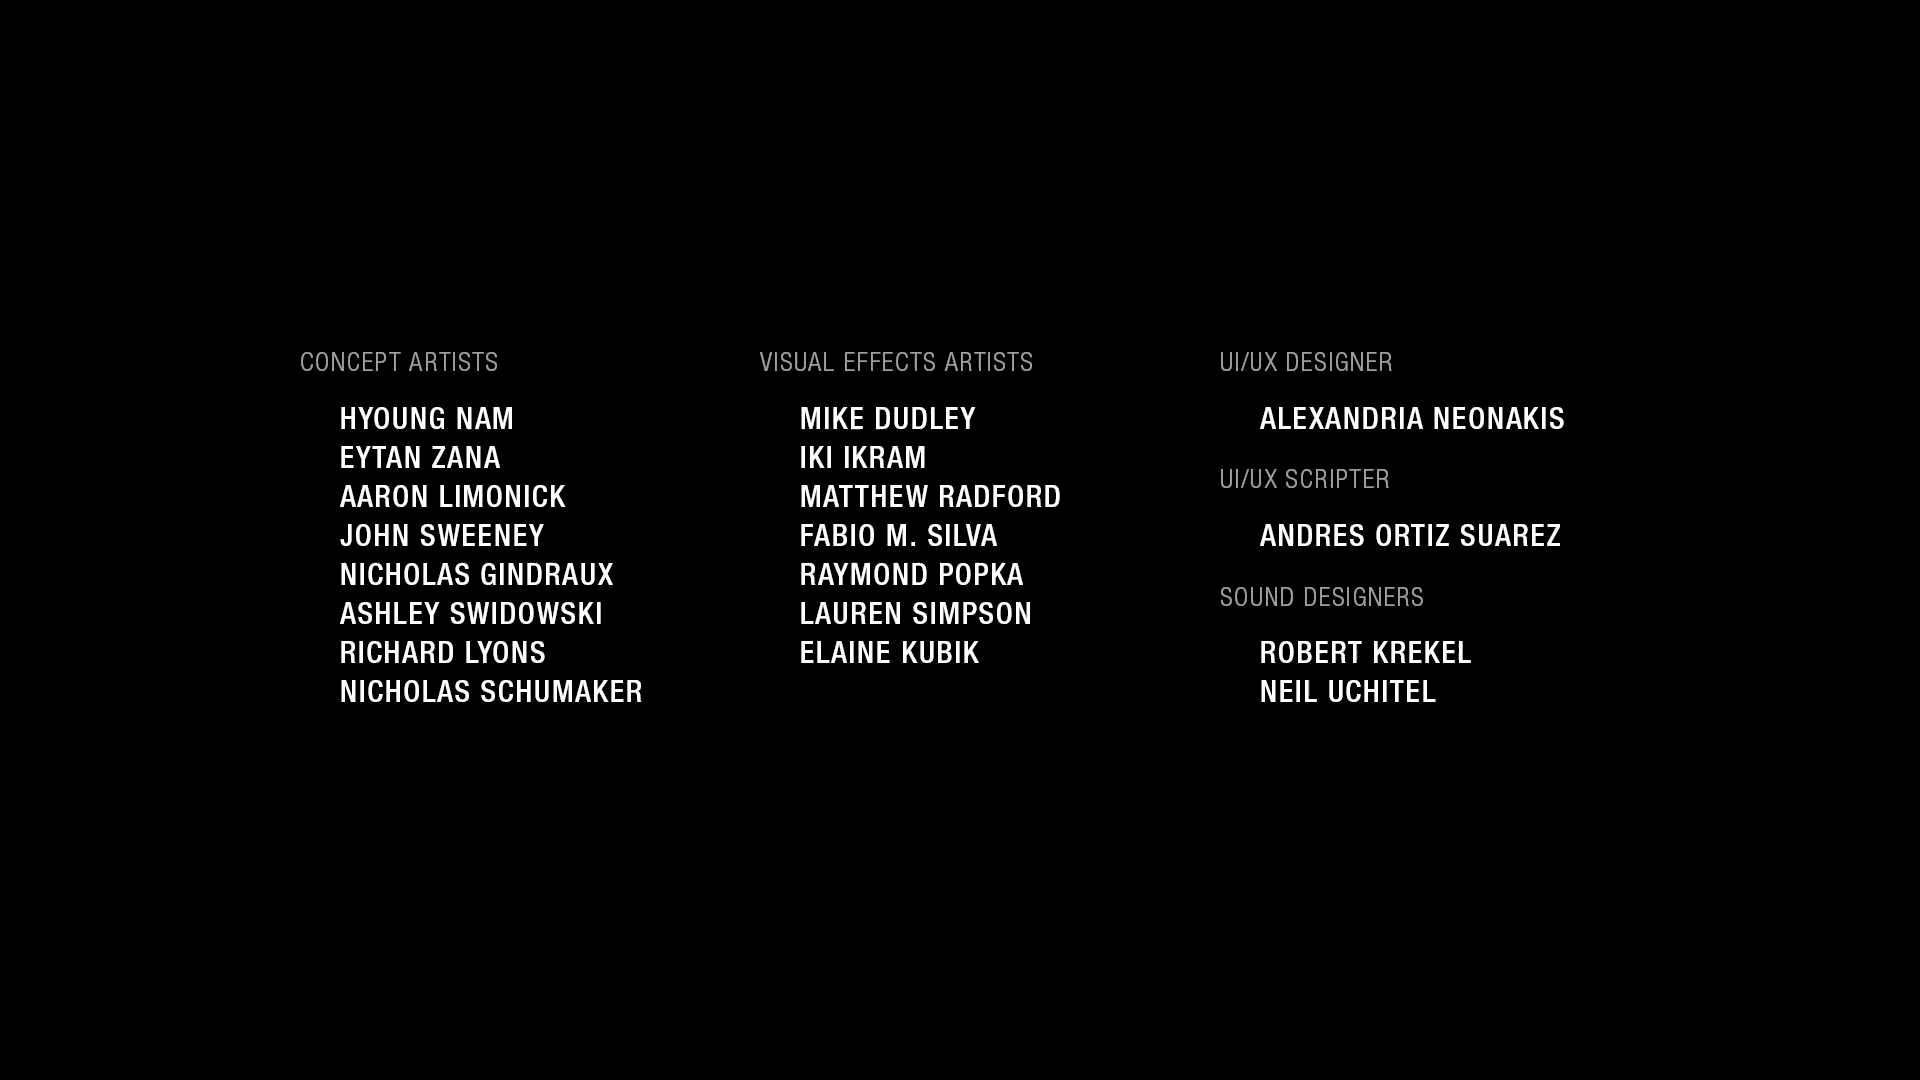 CONCEPT ARTISTS
HYOUNG NAM
EYTAN ZANA
AARON LIMONICK
JOHN SWEENEY
NICHOLAS GINDRAUX
ASHLEY SWIDOWSKI
RICHARD LYONS
NICHOLAS SCHUMAKER
VISUAL EFFECTS ARTISTS
MIKE DUDLEY
IKI IKRAM
MATTHEW RADFORD
FABIO M. SILVA
RAYMOND POPKA
LAUREN SIMPSON
ELAINE KUBIK
UI/UX DESIGNER
ALEXANDRIA NEONAKIS
UI/UX SCRIPTER
ANDRES ORTIZ SUAREZ
SOUND DESIGNERS
ROBERT KREKEL
NEIL UCHITEL